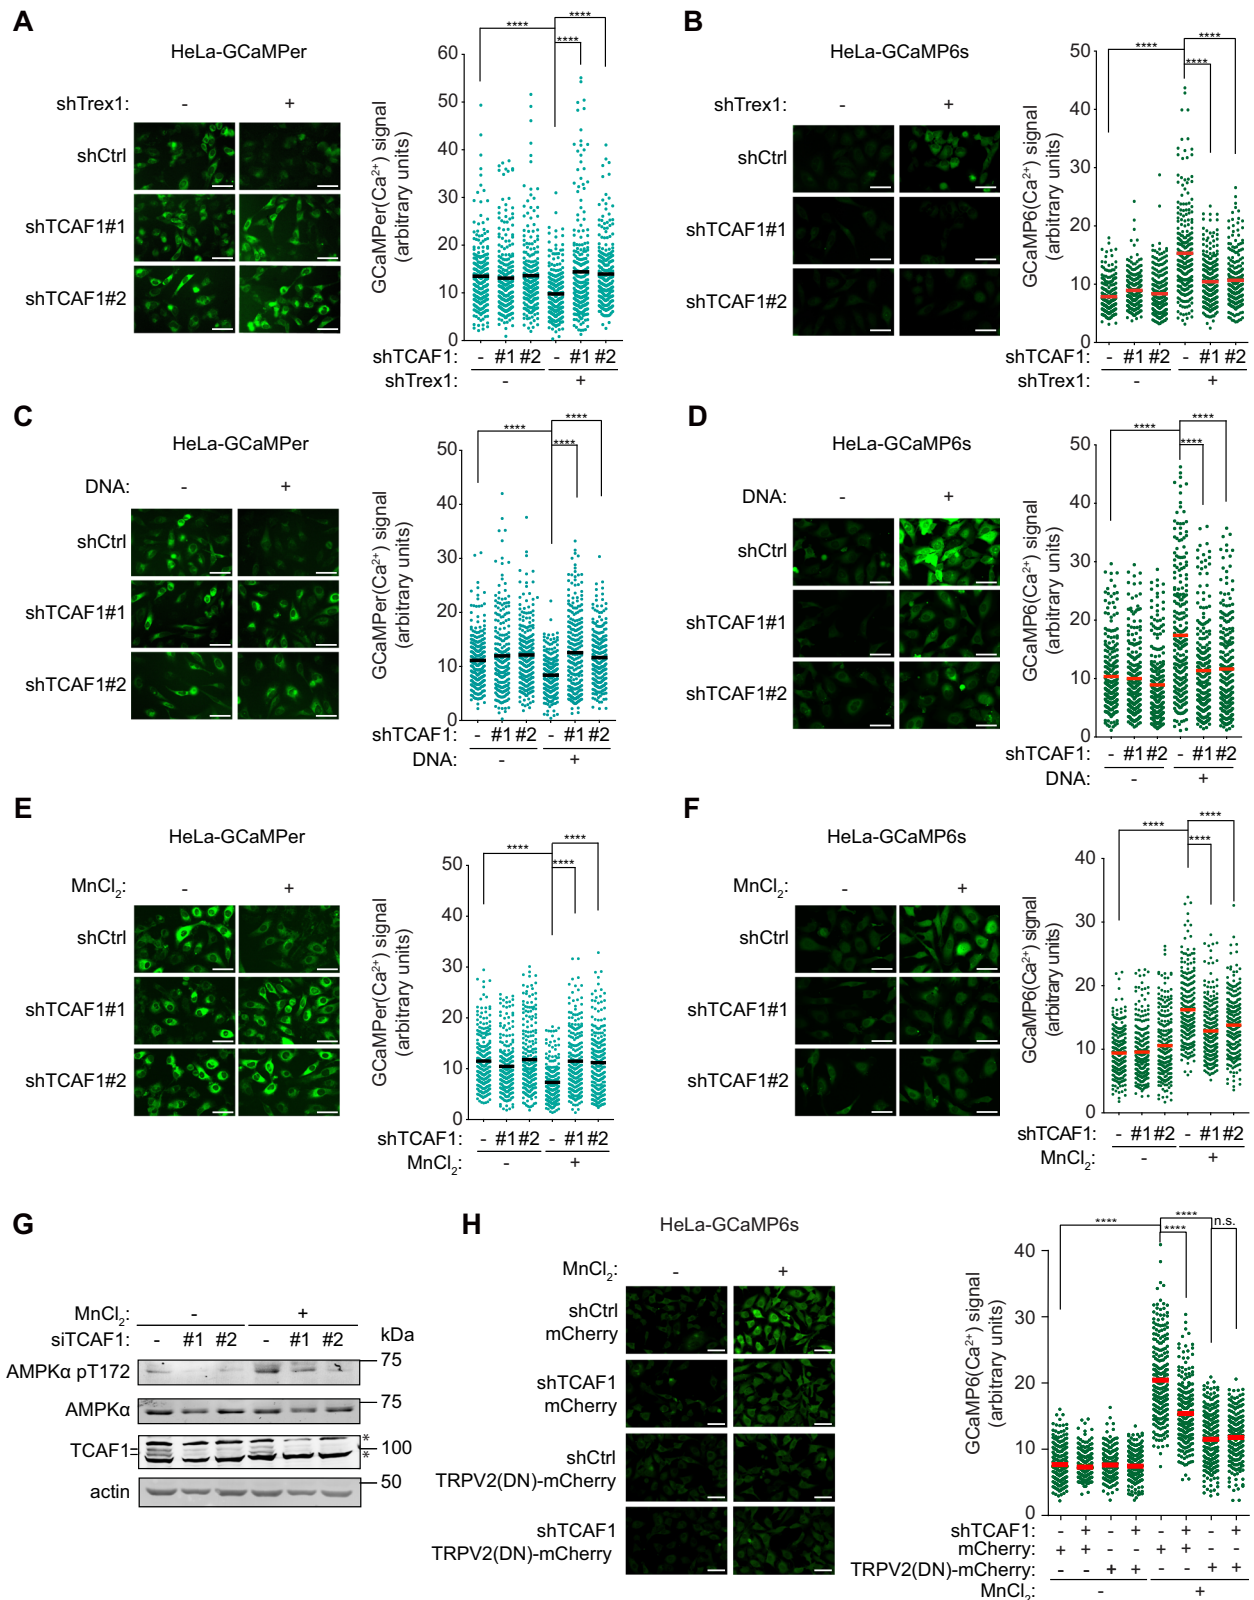 A
HeLa-GCaMPer
shTrex1: - +
shCtrl
shTCAF1#1
shTCAF1#2
GCaMPer(Ca²⁺) signal
(arbitrary units)
60
50
40
30
20
10
0
**** **** ****
shTCAF1: - #1 #2 - #1 #2
shTrex1: - +
B
HeLa-GCaMP6s
shTrex1: - +
shCtrl
shTCAF1#1
shTCAF1#2
GCaMP6(Ca²⁺) signal
(arbitrary units)
50
40
30
20
10
0
**** **** ****
shTCAF1: - #1 #2 - #1 #2
shTrex1: - +
C
HeLa-GCaMPer
DNA: - +
shCtrl
shTCAF1#1
shTCAF1#2
GCaMPer(Ca²⁺) signal
(arbitrary units)
50
40
30
20
10
0
**** **** ****
shTCAF1: - #1 #2 - #1 #2
DNA: - +
D
HeLa-GCaMP6s
DNA: - +
shCtrl
shTCAF1#1
shTCAF1#2
GCaMP6(Ca²⁺) signal
(arbitrary units)
50
40
30
20
10
0
**** **** ****
shTCAF1: - #1 #2 - #1 #2
DNA: - +
E
HeLa-GCaMPer
MnCl₂: - +
shCtrl
shTCAF1#1
shTCAF1#2
GCaMPer(Ca²⁺) signal
(arbitrary units)
50
40
30
20
10
0
**** **** ****
shTCAF1: - #1 #2 - #1 #2
MnCl₂: - +
F
HeLa-GCaMP6s
MnCl₂: - +
shCtrl
shTCAF1#1
shTCAF1#2
GCaMP6(Ca²⁺) signal
(arbitrary units)
40
30
20
10
0
**** **** ****
shTCAF1: - #1 #2 - #1 #2
MnCl₂: - +
G
MnCl₂: - +
siTCAF1: - #1 #2 - #1 #2 kDa
AMPKα pT172 75
AMPKα 75
TCAF1 * 100 *
actin 50
H
HeLa-GCaMP6s
MnCl₂: - +
shCtrl
mCherry
shTCAF1
mCherry
shCtrl
TRPV2(DN)-mCherry
shTCAF1
TRPV2(DN)-mCherry
GCaMP6(Ca²⁺) signal
(arbitrary units)
40
30
20
10
0
**** **** **** n.s.
shTCAF1: - + - + - + - +
mCherry: + + - - + + - -
TRPV2(DN)-mCherry: - - + + - - + +
MnCl₂: - +